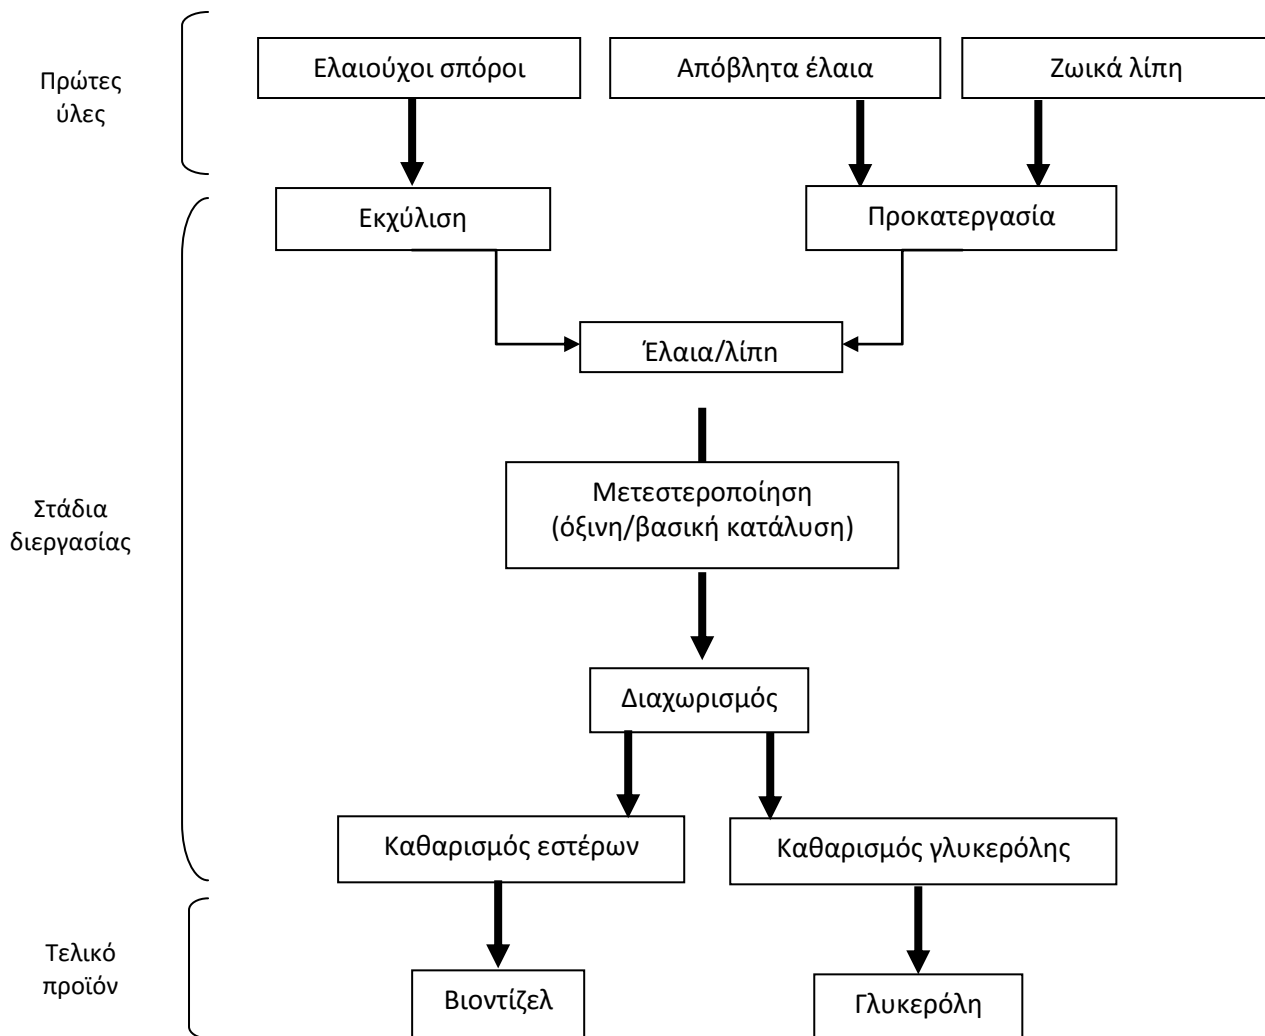 Ελαιούχοι σπόροι
Απόβλητα έλαια
Ζωικά λίπη
Πρώτες
ύλες
Εκχύλιση
Προκατεργασία
Έλαια/λίπη
Μετεστεροποίηση
(όξινη/βασική κατάλυση)
Στάδια
διεργασίας
Διαχωρισμός
Καθαρισμός εστέρων
Καθαρισμός γλυκερόλης
Τελικό
προϊόν
Βιοντίζελ
Γλυκερόλη